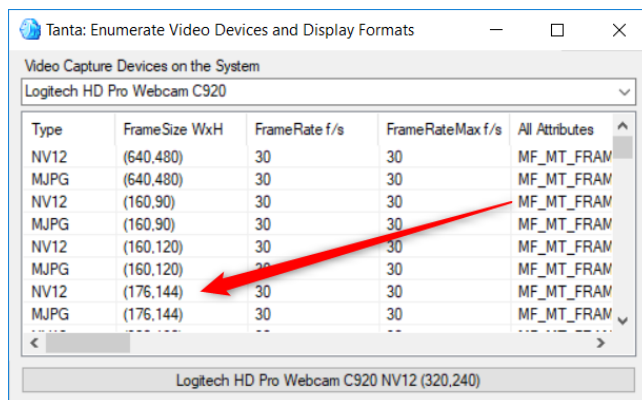 Tanta: Enumerate Video Devices and Display Formats
Video Capture Devices on the System
Logitech HD Pro Webcam C920
Type FrameSize WxH FrameRate f/s FrameRateMax f/s All Attributes
NV12 (640,480) 30 30 MF_MT_FRAM
MJPG (640,480) 30 30 MF_MT_FRAM
NV12 (160,90) 30 30 MF_MT_FRAM
MJPG (160,90) 30 30 MF_MT_FRAM
NV12 (160,120) 30 30 MF_MT_FRAM
MJPG (160,120) 30 MF_MT_FRAM
NV12 (176,144) 30 30 MF_MT_FRAM
MJPG (176,144) 30 30 MF_MT_FRAM
Logitech HD Pro Webcam C920 NV12 (320,240)